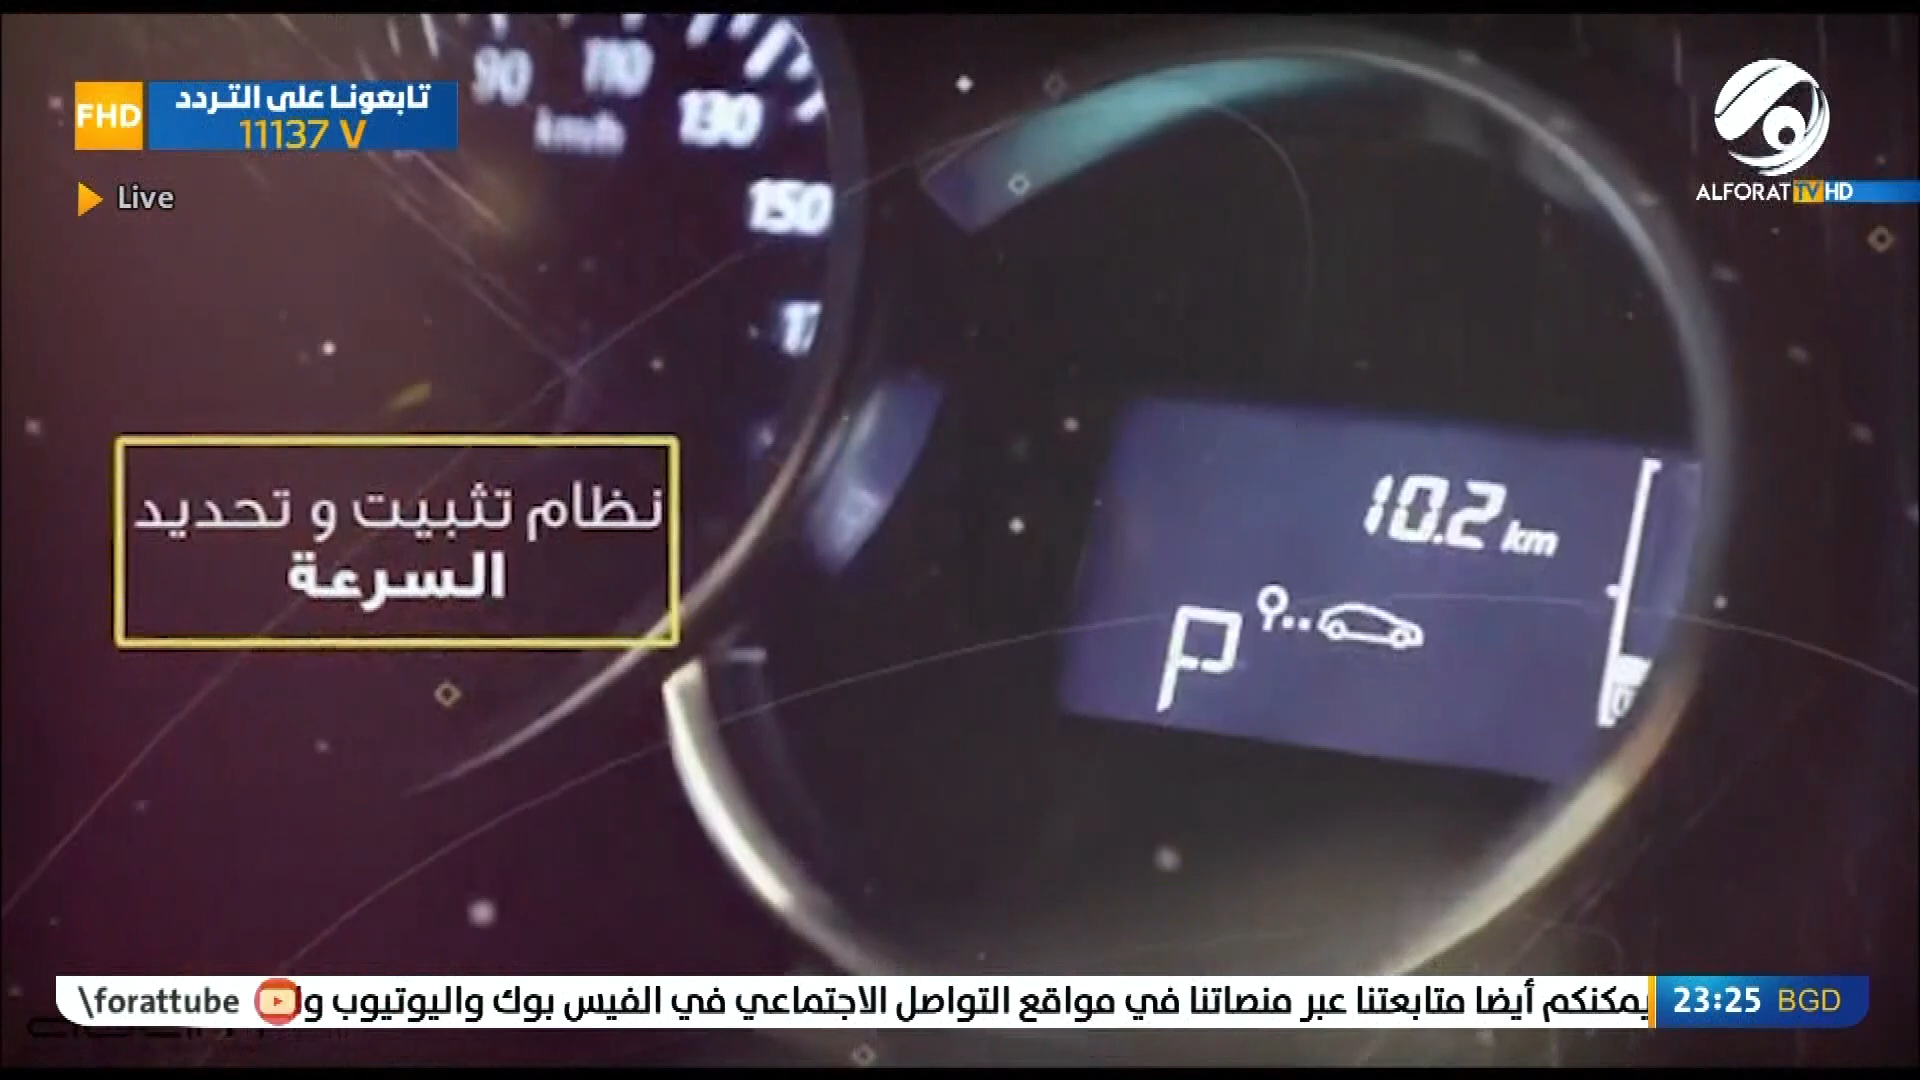 90
110
130
km/h
150
17
FHD
تابعونا على التردد
11137 V
Live
ALFORAT TV HD
نظام تثبيت و تحديد
السرعة
10.2 km
P
يمكنكم أيضا متابعتنا عبر منصاتنا في مواقع التواصل الاجتماعي في الفيس بوك واليوتيوب وا
\forattube
23:25 BGD